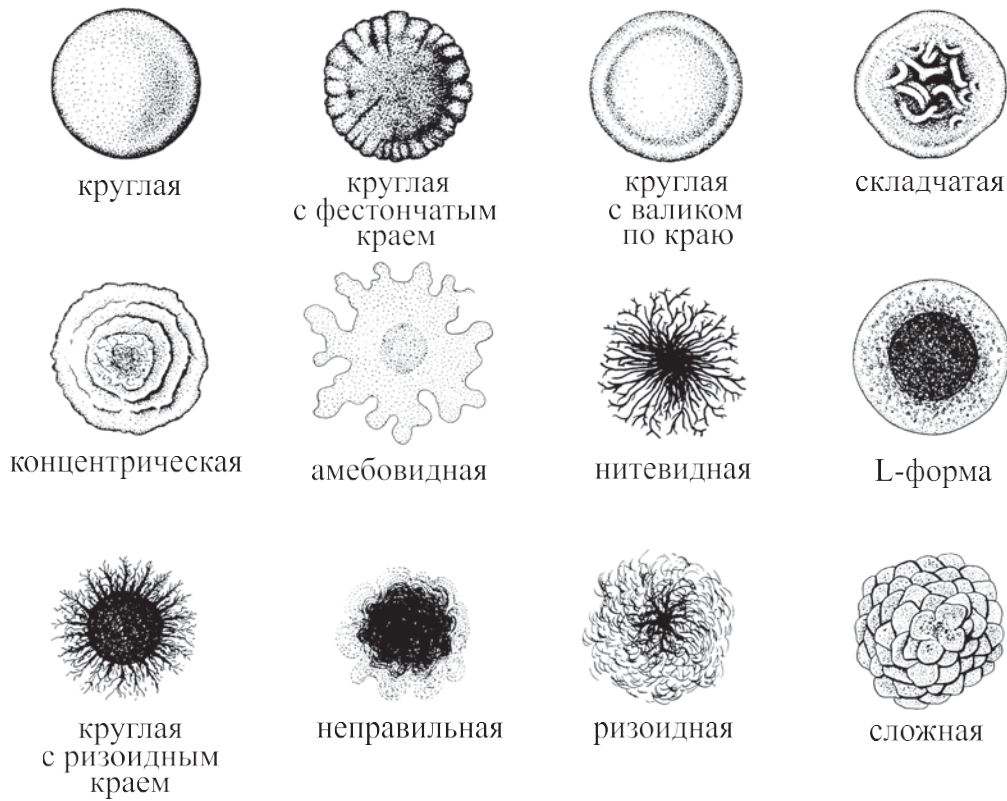 круглая
круглая
с фестончатым
краем
круглая
с валиком
по краю
складчатая
концентрическая
амебовидная
нитевидная
L-форма
круглая
с ризоидным
краем
неправильная
ризоидная
сложная